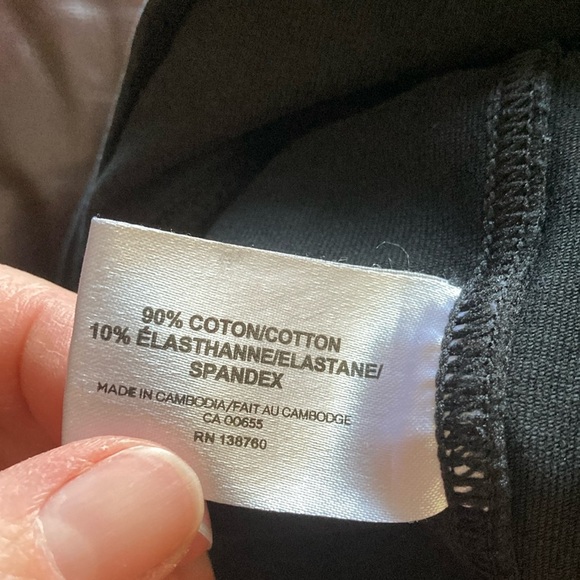 90% COTON/COTTON
10% ÉLASTHANNE/ELASTANE/
SPANDEX
MADE IN CAMBODIA/FAIT AU CAMBODGE
CA 00655
RN 138760